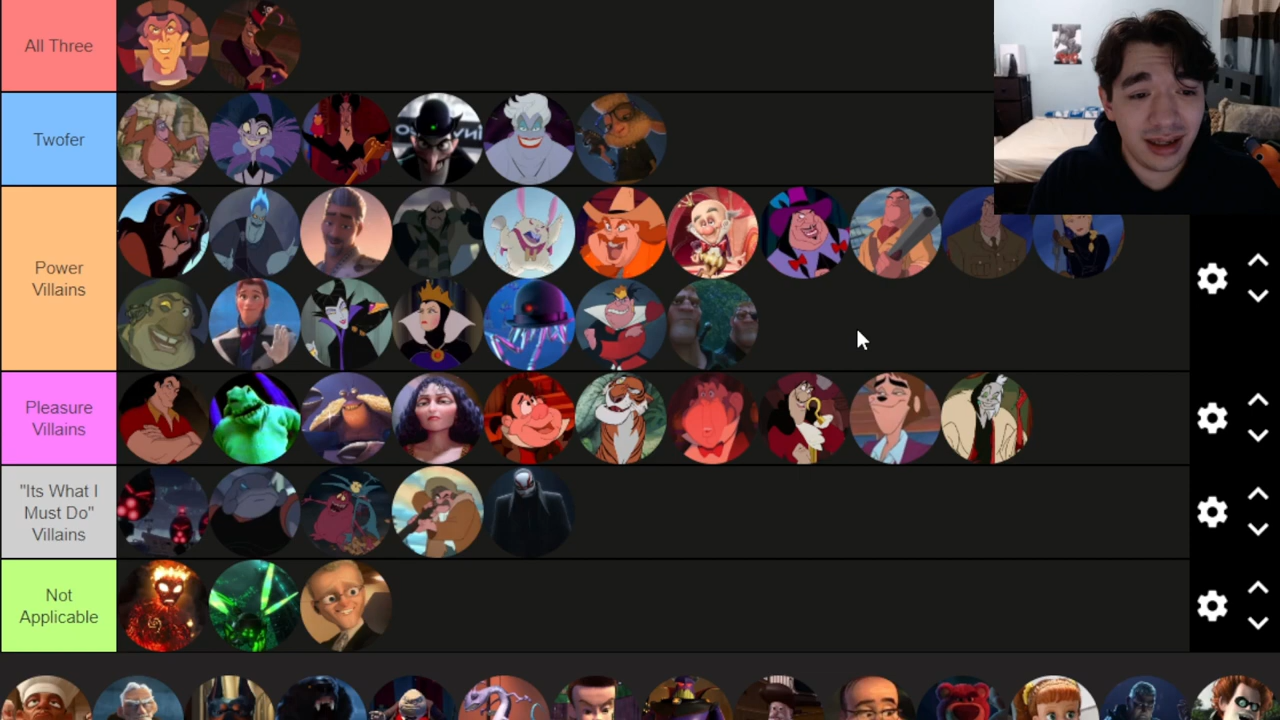 All Three
Twofer
Power
Villains
Pleasure
Villains
"Its What I
Must Do"
Villains
Not
Applicable